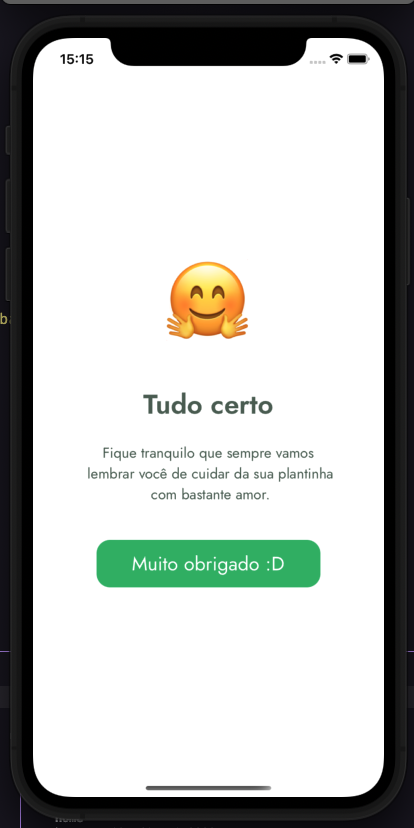 15:15
Tudo certo
Fique tranquilo que sempre vamos
lembrar você de cuidar da sua plantinha
com bastante amor.
Muito obrigado :D